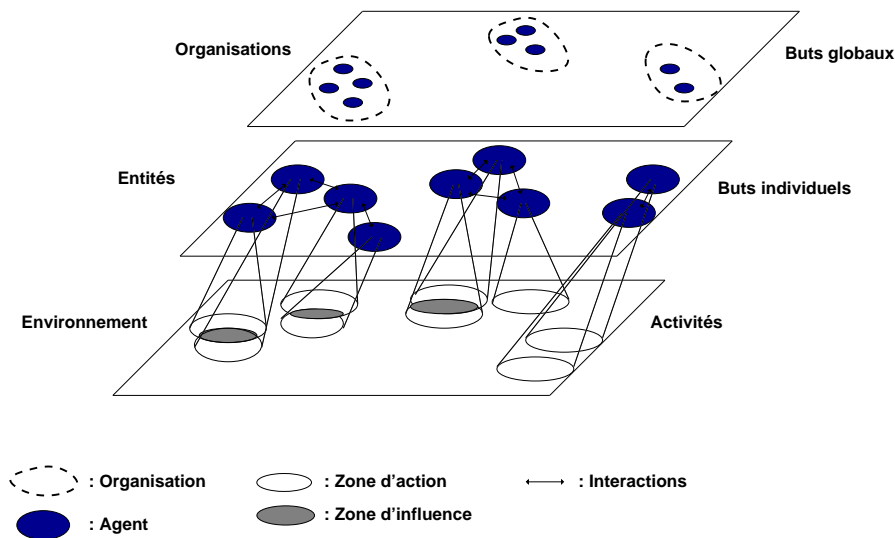 Organisations
Buts globaux
Entités
Buts individuels
Environnement
Activités
: Organisation
: Zone d'action
: Interactions
: Agent
: Zone d'influence